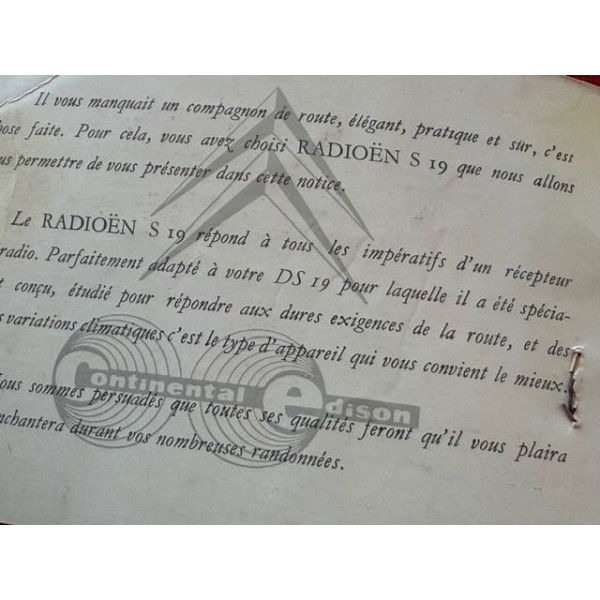 Il vous manquait un compagnon de route, élégant, pratique et sûr, c'est
hose faite. Pour cela, vous avez choisi RADIOËN S 19 que nous allons
us permettre de vous présenter dans cette notice.
Le RADIOËN S 19 répond à tous les impératifs d'un récepteur
radio. Parfaitement adapté à votre DS 19 pour laquelle il a été spécia-
t conçu, étudié pour répondre aux dures exigences de la route, et des
s variations climatiques c'est le type d'appareil qui vous convient le mieux.
Continental Edison
ous sommes persuadés que toutes ses qualités feront qu'il vous plaira
nchantera durant vos nombreuses randonnées.